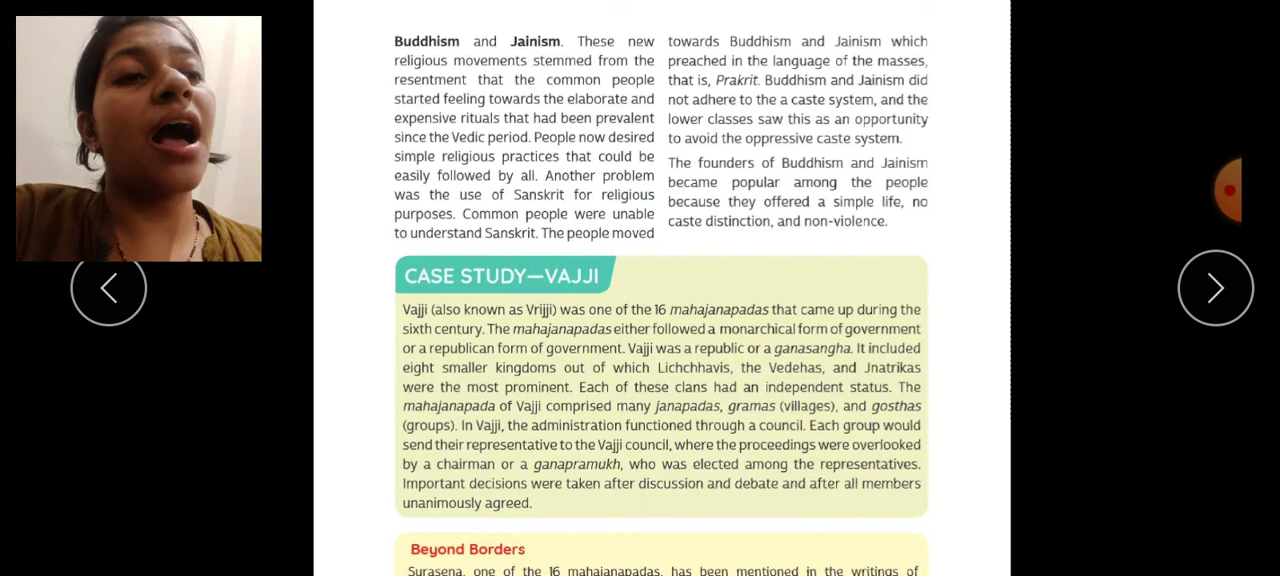 Buddhism and Jainism. These new
religious movements stemmed from the
resentment that the common people
started feeling towards the elaborate and
expensive rituals that had been prevalent
since the Vedic period. People now desired
simple religious practices that could be
easily followed by all. Another problem
was the use of Sanskrit for religious
purposes. Common people were unable
to understand Sanskrit. The people moved
towards Buddhism and Jainism which
preached in the language of the masses,
that is, Prakrit. Buddhism and Jainism did
not adhere to the a caste system, and the
lower classes saw this as an opportunity
to avoid the oppressive caste system.
The founders of Buddhism and Jainism
became popular among the people
because they offered a simple life, no
caste distinction, and non-violence.
CASE STUDY—VAJJI
Vajji (also known as Vrijji) was one of the 16 mahajanapadas that came up during the
sixth century. The mahajanapadas either followed a monarchical form of government
or a republican form of government. Vajji was a republic or a ganasangha. It included
eight smaller kingdoms out of which Lichchhavis, the Vedehas, and Jnatrikas
were the most prominent. Each of these clans had an independent status. The
mahajanapada of Vajji comprised many janapadas, gramas (villages), and gosthas
(groups). In Vajji, the administration functioned through a council. Each group would
send their representative to the Vajji council, where the proceedings were overlooked
by a chairman or a ganapramukh, who was elected among the representatives.
Important decisions were taken after discussion and debate and after all members
unanimously agreed.
Beyond Borders
Surasena, one of the 16 mahajanapadas, has been mentioned in the writings of